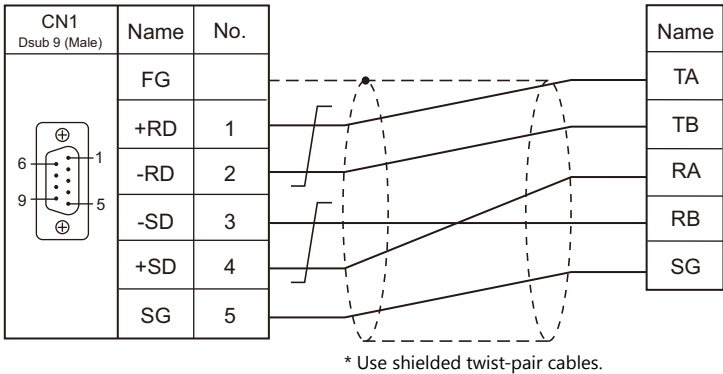 CN1
Dsub 9 (Male)
Name No.
Name
FG
TA
+RD 1
TB
-RD 2
RA
-SD 3
RB
+SD 4
SG
SG 5
6 1
9 5
* Use shielded twist-pair cables.